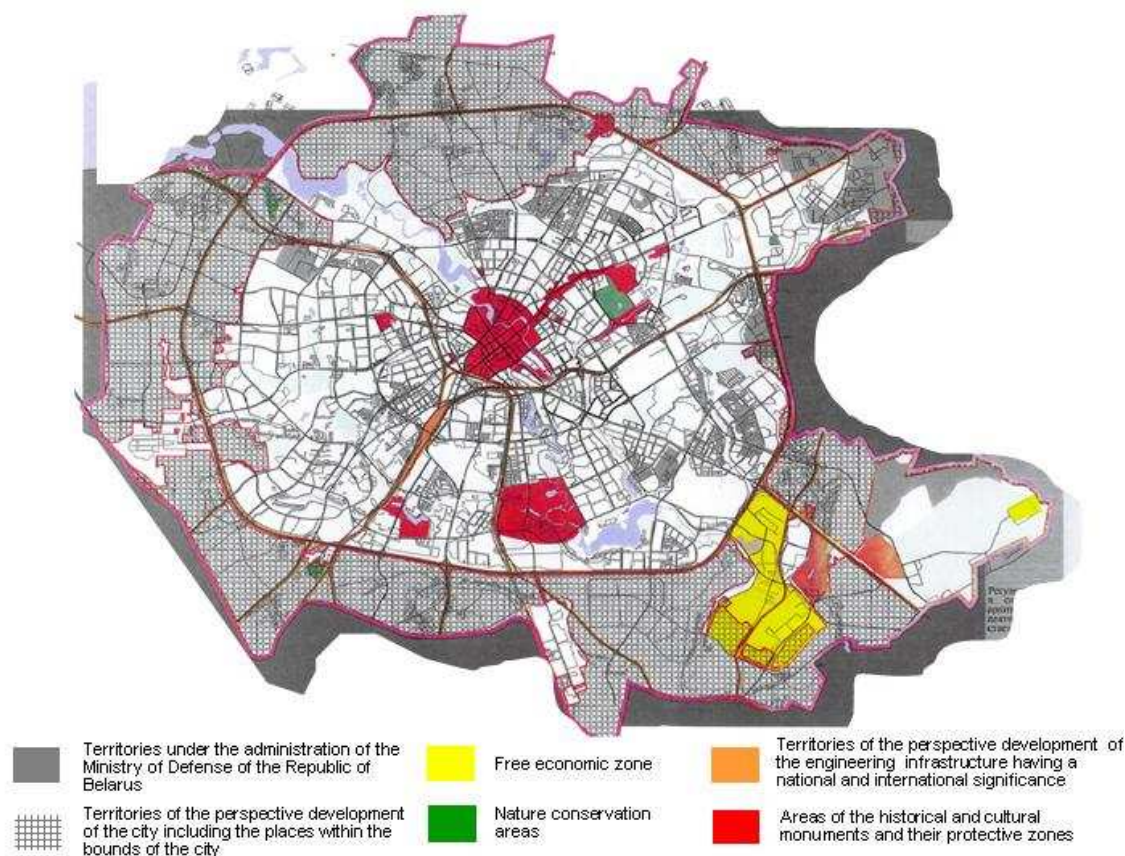 Territories under the administration of the
Ministry of Defense of the Republic of
Belarus
Territories of the perspective development
of the city including the places within the
bounds of the city
Free economic zone
Nature conservation
areas
Territories of the perspective development of
the engineering infrastructure having a
national and international significance
Areas of the historical and cultural
monuments and their protective zones